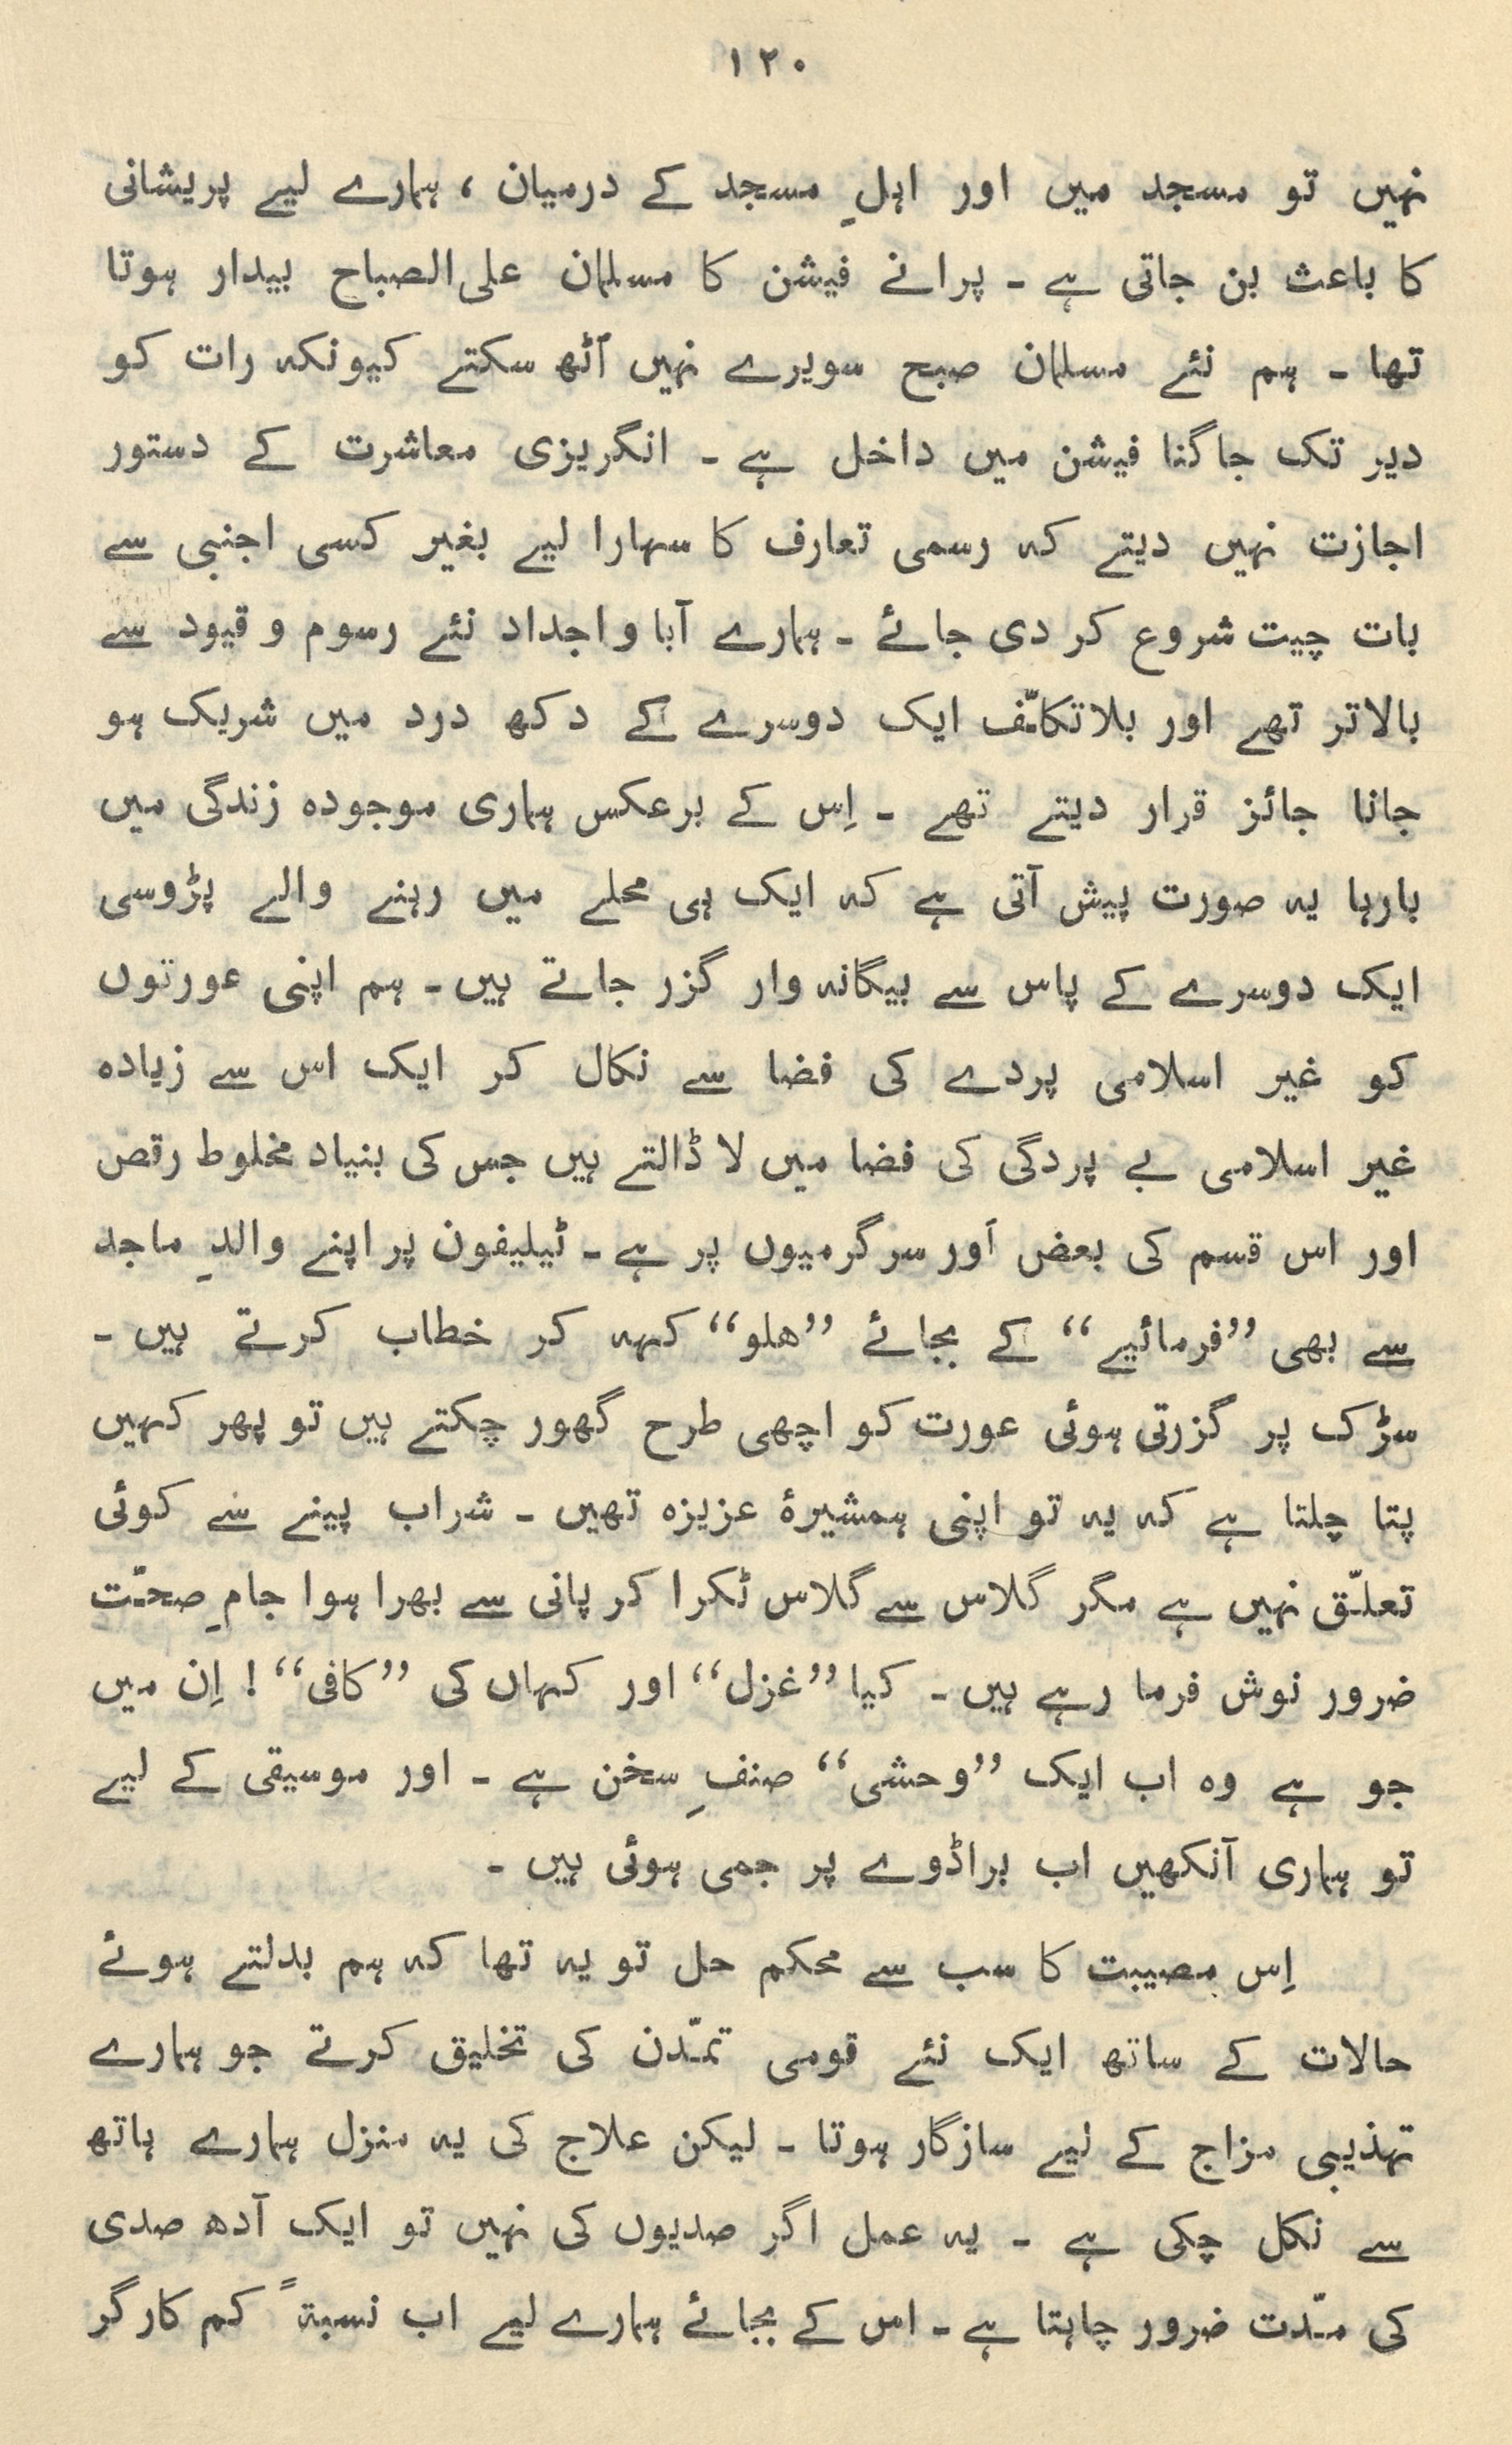 ۱۲۰
نہیں تو مسجد میں اور اہلِ مسجد کے درمیان ، ہمارے لیے پریشانی
کا باعث بن جاتی ہے ۔ پرانے فیشن کا مسلمان علی‌الصباح بیدار ہوتا
تھا ۔ ہم نئے مسلمان صبح سویرے نہیں اُٹھ سکتے کیونکہ رات کو
دیر تک جاگنا فیشن میں داخل ہے ۔ انگریزی معاشرت کے دستور
اجازت نہیں دیتے کہ رسمی تعارف کا سہارا لیے بغیر کسی اجنبی سے
بات چیت شروع کر دی جائے ۔ ہمارے آبا و اجداد نئے رسوم و قیود سے
بالاتر تھے اور بلاتکلّف ایک دوسرے کے دکھ درد میں شریک ہو
جانا جائز قرار دیتے تھے ۔ اِس کے برعکس ہماری موجودہ زندگی میں
بارہا یہ صورت پیش آتی ہے کہ ایک ہی محلے میں رہنے والے پڑوسی
ایک دوسرے کے پاس سے بیگانہ وار گزر جاتے ہیں ۔ ہم اپنی عورتوں
کو غیر اسلامی پردے کی فضا سے نکال کر ایک اس سے زیادہ
غیر اسلامی بے پردگی کی فضا میں لا ڈالتے ہیں جس کی بنیاد مخلوط رقص
اور اس قسم کی بعض اَور سرگرمیوں پر ہے ۔ ٹیلیفون پر اپنے والدِ ماجد
سے بھی ”فرمائیے“ کے بجائے ”ھلو“ کہہ کر خطاب کرتے ہیں ۔
سڑک پر گزرتی ہوئی عورت کو اچھی طرح گھور چکتے ہیں تو پھر کہیں
پتا چلتا ہے کہ یہ تو اپنی ہمشیرۂ عزیزہ تھیں ۔ شراب پینے سے کوئی
تعلّق نہیں ہے مگر گلاس سے گلاس ٹکرا کر پانی سے بھرا ہوا جامِ صحّت
ضرور نوش فرما رہے ہیں ۔ کیا ”غزل“ اور کہاں کی ”کافی“ ! اِن میں
جو ہے وہ اب ایک ”وحشی“ صنفِ سخن ہے ۔ اور موسیقی کے لیے
تو ہماری آنکھیں اب براڈوے پر جمی ہوئی ہیں ۔
اِس مصیبت کا سب سے محکم حل تو یہ تھا کہ ہم بدلتے ہوئے
حالات کے ساتھ ایک نئے قومی تمدّن کی تخلیق کرتے جو ہمارے
تہذیبی مزاج کے لیے سازگار ہوتا ۔ لیکن علاج کی یہ منزل ہمارے ہاتھ
سے نکل چکی ہے ۔ یہ عمل اگر صدیوں کی نہیں تو ایک آدھ صدی
کی مدّت ضرور چاہتا ہے ۔ اس کے بجائے ہمارے لیے اب نسبۃً کم کارگر